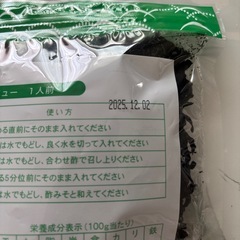 ュー 1人前
使い方
2025.12.02
る直前にそのまま入れてください
は水でもどし、良く水を切って入れてください
は水でもどし、合わせ酢で召し上りください
る5分位前にそのまま入れてください
は水でもどし、酢みそと和えてください
栄養成分表示(100g当たり)